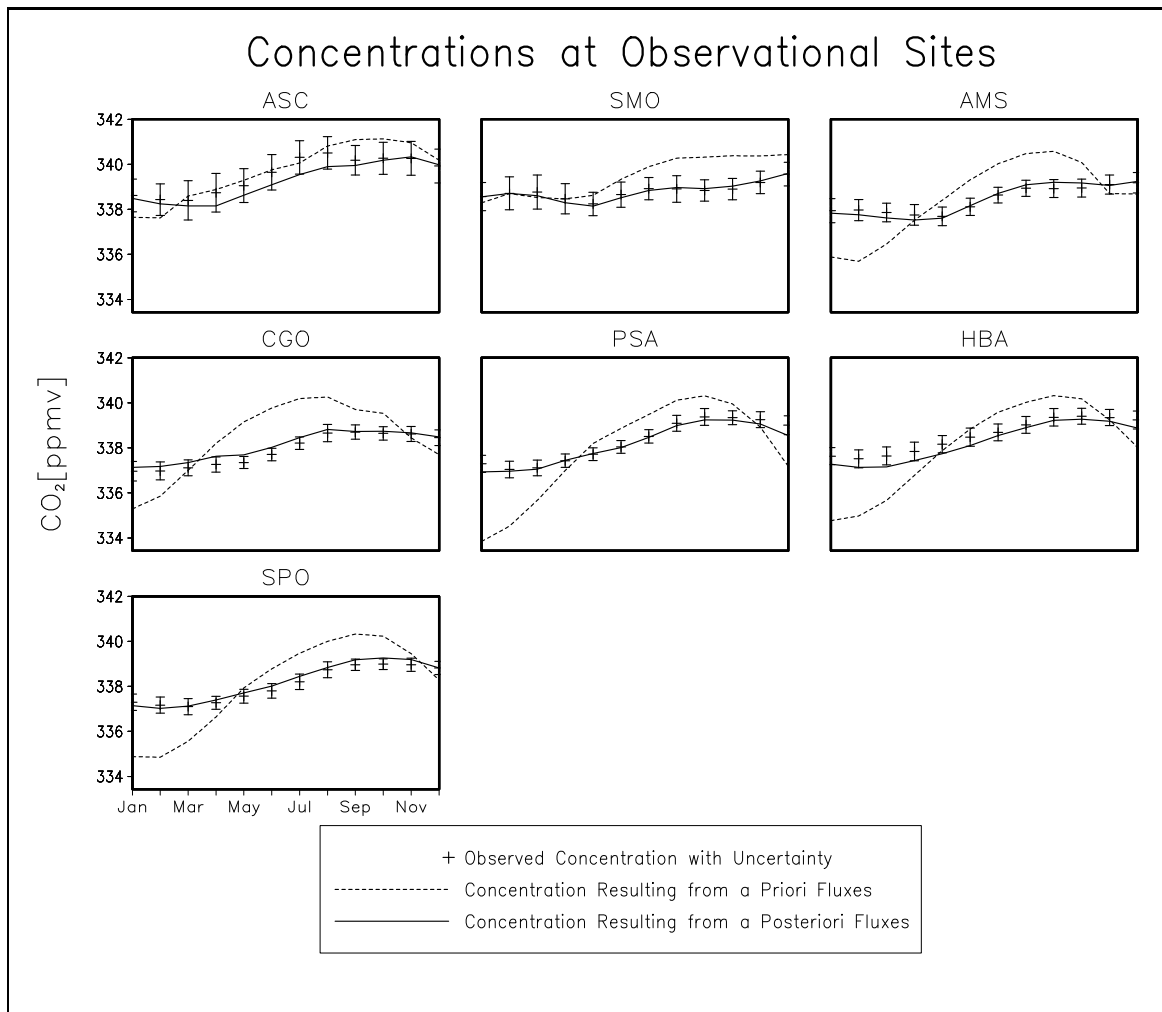 Concentrations at Observational Sites
ASC
SMO
AMS
342
340
338
336
334
CGO
PSA
HBA
342
340
338
336
334
CO₂[ppmv]
SPO
342
340
338
336
334
Jan Mar May Jul Sep Nov
+ Observed Concentration with Uncertainty
Concentration Resulting from a Priori Fluxes
Concentration Resulting from a Posteriori Fluxes